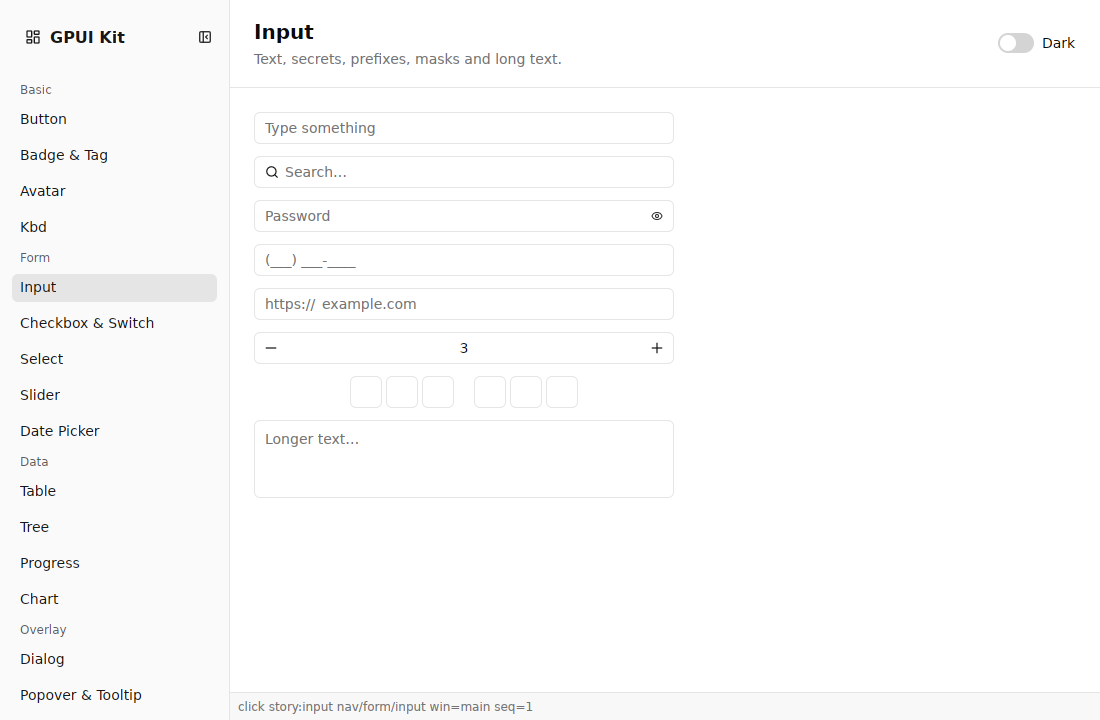 GPUI Kit
Basic
Button
Badge & Tag
Avatar
Kbd
Form
Input
Checkbox & Switch
Select
Slider
Date Picker
Data
Table
Tree
Progress
Chart
Overlay
Dialog
Popover & Tooltip
Input
Text, secrets, prefixes, masks and long text.
Dark
Type something
Search...
Password
(___) ___-____
https:// example.com
3
Longer text...
click story:input nav/form/input win=main seq=1